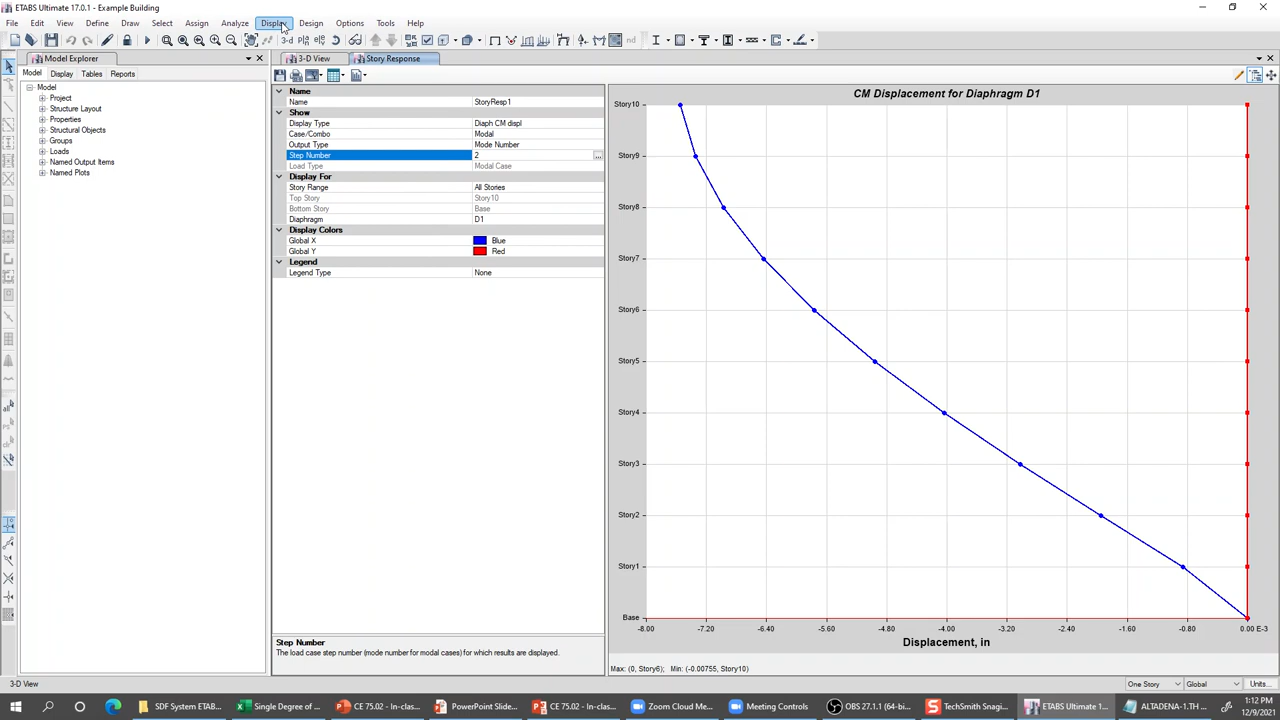 ETABS Ultimate 17.0.1 - Example Building
File Edit View Define Draw Select Assign Analyze Display Design Options Tools Help
3-d nd
Model Explorer
3-D View Story Response
Model Display Tables Reports
Model
Project
Structure Layout
Properties
Structural Objects
Groups
Loads
Named Output Items
Named Plots
Name
Name StoryResp1
Show
Display Type Diaph CM displ
Case/Combo Modal
Output Type Mode Number
Step Number 2 ...
Load Type Modal Case
Display For
Story Range All Stories
Top Story Story10
Bottom Story Base
Diaphragm D1
Display Colors
Global X Blue
Global Y Red
Legend
Legend Type None
Step Number
The load case step number (mode number for modal cases) for which results are displayed.
CM Displacement for Diaphragm D1
Story10
Story9
Story8
Story7
Story6
Story5
Story4
Story3
Story2
Story1
Base
-8.00 -7.20 -6.40 -5.60 -4.80 -4.00 -3.20 -2.40 -1.60 -0.80 0.00 E-3
Displacement, in
Max: (0, Story6); Min: (-0.00755, Story10)
3-D View
One Story Global Units...
SDF System ETAB... Single Degree of ... CE 75.02 - In-clas... PowerPoint Slide ... CE 75.02 - In-clas... Zoom Cloud Me... Meeting Controls OBS 27.1.1 (64-bi... TechSmith Snagi... ETABS Ultimate 1... ALTADENA-1.TH ...
1:12 PM
12/9/2021